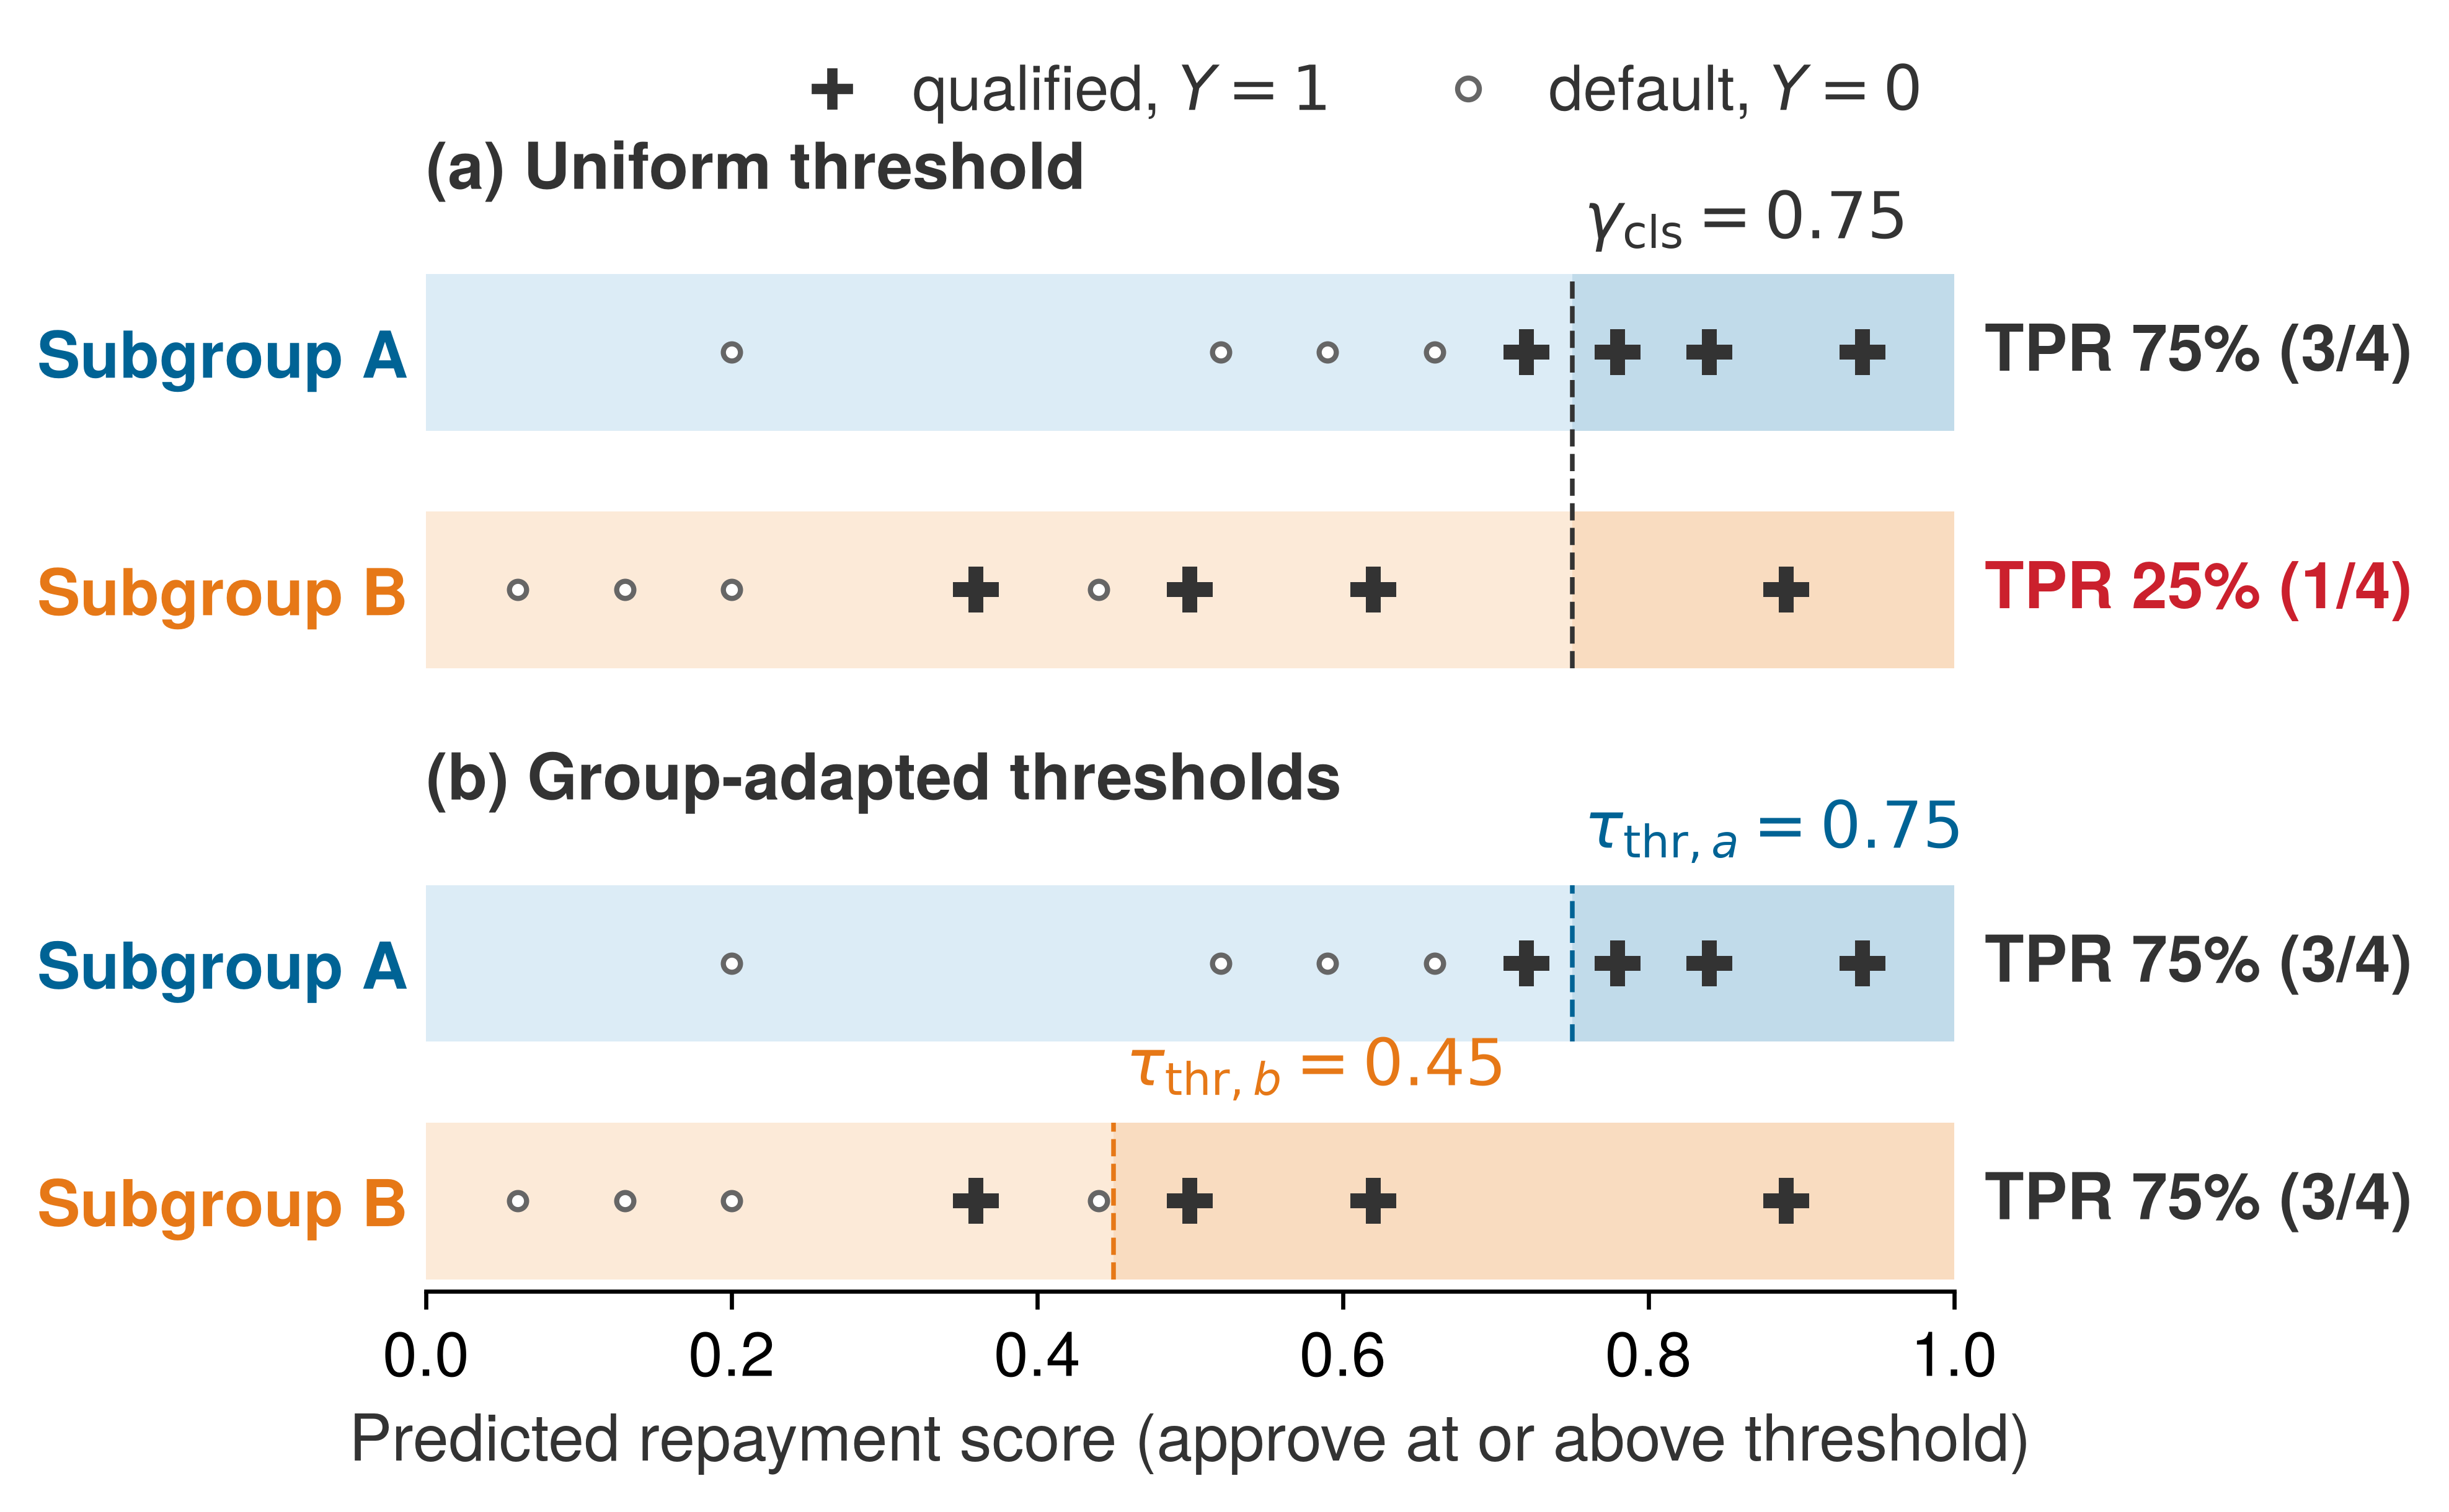 qualified, Y = 1 default, Y = 0
(a) Uniform threshold
γcls = 0.75
Subgroup A TPR 75% (3/4)
Subgroup B TPR 25% (1/4)
(b) Group-adapted thresholds
τthr, a = 0.75
Subgroup A TPR 75% (3/4)
τthr, b = 0.45
Subgroup B TPR 75% (3/4)
0.0 0.2 0.4 0.6 0.8 1.0
Predicted repayment score (approve at or above threshold)